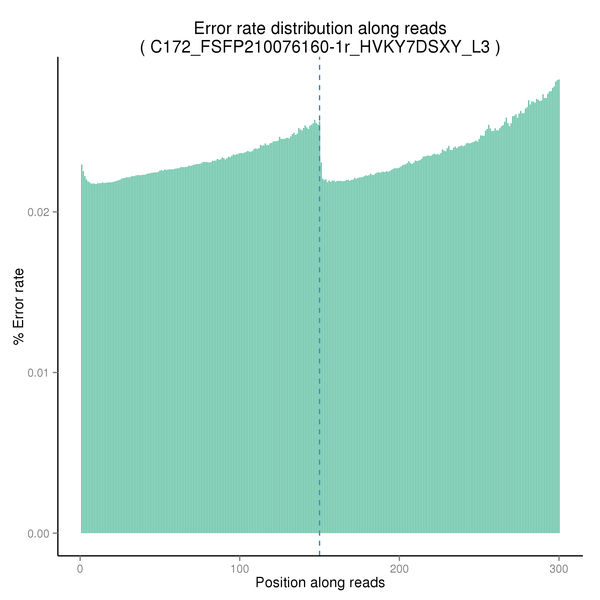 Error rate distribution along reads
( C172_FSFP210076160-1r_HVKY7DSXY_L3 )
% Error rate
0.02
0.01
0.00
0 100 200 300
Position along reads